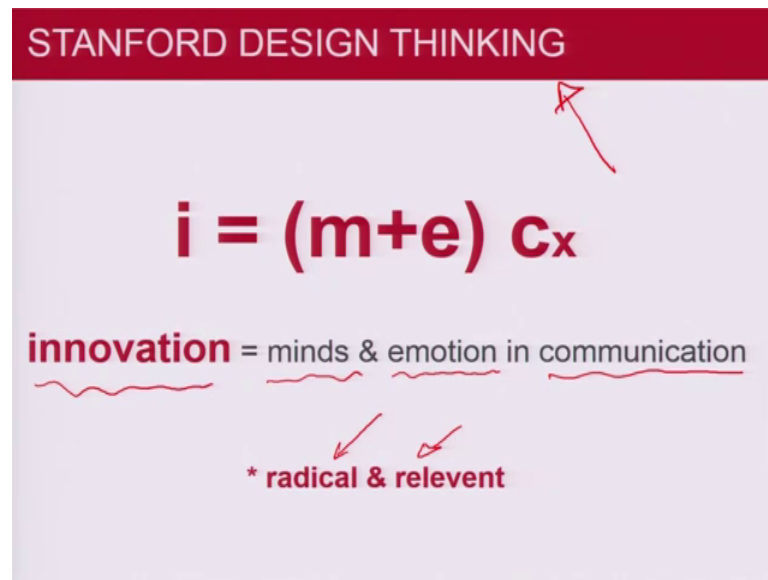 STANFORD DESIGN THINKING
i = (m+e) cx
innovation = minds & emotion in communication
* radical & relevent